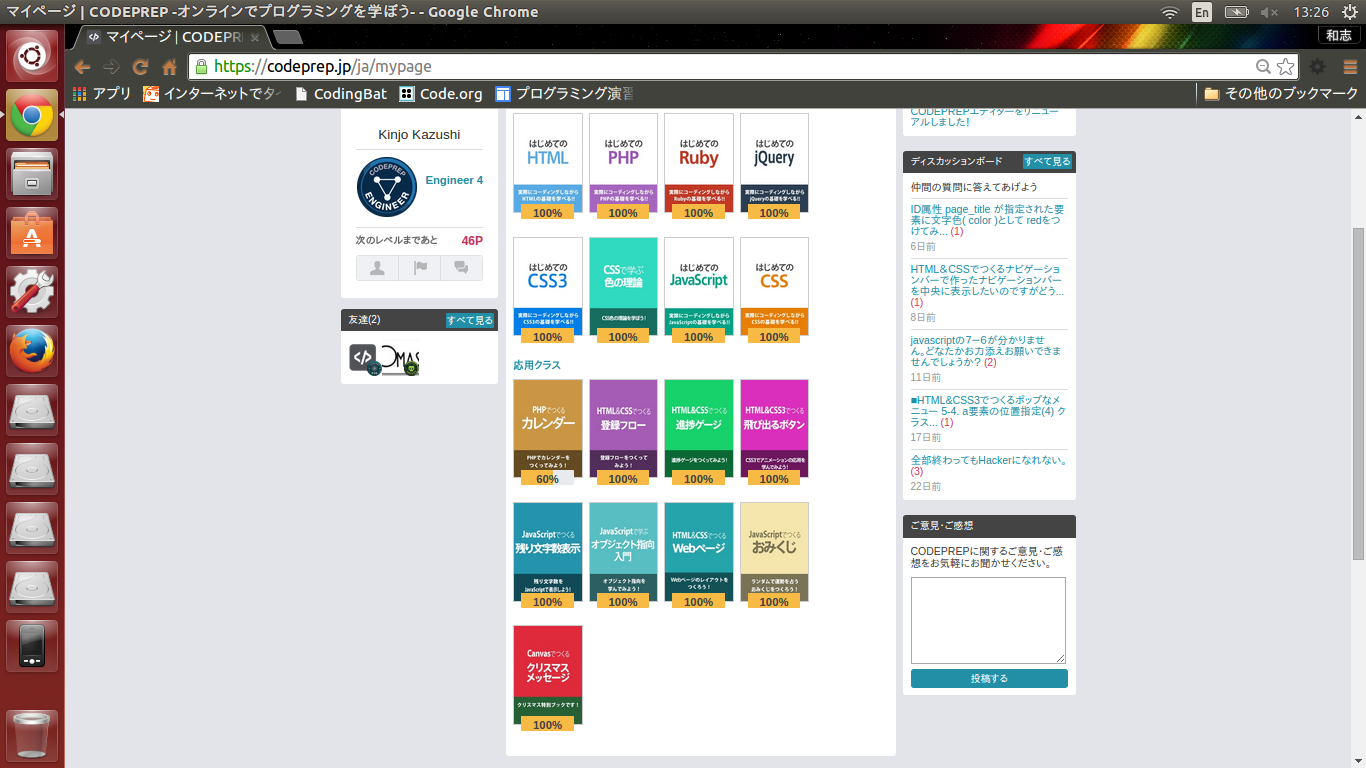 マイページ | CODEPREP -オンラインでプログラミングを学ぼう- - Google Chrome
En
13:26
マイページ | CODEPR
和志
https://codeprep.jp/ja/mypage
アプリ
インターネットでタ
CodingBat
Code.org
プログラミング演習
その他のブックマーク
Kinjo Kazushi
CODEPREP
ENGINEER
Engineer 4
次のレベルまであと
46P
友達(2)
すべて見る
はじめての
HTML
実際にコーディングしながら
HTMLの基礎を学べる!!
100%
はじめての
PHP
実際にコーディングしながら
PHPの基礎を学べる!!
100%
はじめての
Ruby
実際にコーディングしながら
Rubyの基礎を学べる!!
100%
はじめての
jQuery
実際にコーディングしながら
jQueryの基礎を学べる!!
100%
はじめての
CSS3
実際にコーディングしながら
CSS3の基礎を学べる!!
100%
CSSで学ぶ
色の理論
CSS色の理論を学ぼう!
100%
はじめての
JavaScript
実際にコーディングしながら
JavaScriptの基礎を学べる!!
100%
はじめての
CSS
実際にコーディングしながら
CSSの基礎を学べる!!
100%
応用クラス
PHPでつくる
カレンダー
PHPでカレンダーを
つくってみよう!
60%
HTML&CSSでつくる
登録フロー
登録フローをつくって
みよう!
100%
HTML&CSSでつくる
進捗ゲージ
進捗ゲージをつくってみよう!
100%
HTML&CSS3でつくる
飛び出るボタン
CSS3でアニメーションの応用を
学んでみよう!
100%
JavaScriptでつくる
残り文字数表示
残り文字数を
JavaScriptで表示しよう!
100%
JavaScriptで学ぶ
オブジェクト指向
入門
オブジェクト指向を
学んでみよう!
100%
HTML&CSSでつくる
Webページ
Webページのレイアウトを
つくろう!
100%
JavaScriptでつくる
おみくじ
ランダムで運勢を占う
おみくじをつくろう!
100%
Canvasでつくる
クリスマス
メッセージ
クリスマス特別ブックです!
100%
CODEPREPエディターをリニュー
アルしました!
ディスカッションボード
すべて見る
仲間の質問に答えてあげよう
ID属性 page_title が指定された要
素に文字色( color )として redをつ
けてみ... (1)
6日前
HTML＆CSSでつくるナビゲーショ
ンバーで作ったナビゲーションバー
を中央に表示したいのですがどう...
(1)
8日前
javascriptの7－6が分かりませ
ん。どなたかお力添えお願いできま
せんでしょうか？ (2)
11日前
■HTML&CSS3でつくるポップなメ
ニュー 5-4. a要素の位置指定(4) ク
ラス... (1)
17日前
全部終わってもHackerになれない。
(3)
22日前
ご意見･ご感想
CODEPREPに関するご意見･ご感
想をお気軽にお聞かせください。
投稿する